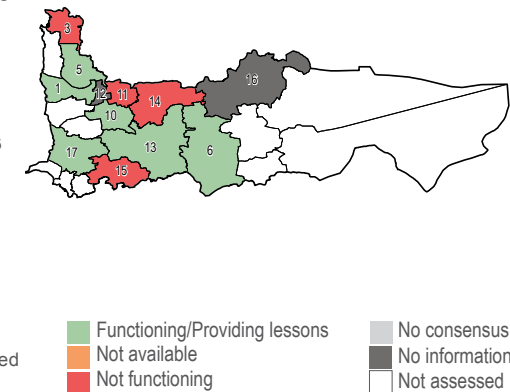 3
5
16
1
12
11
14
10
13
17
6
15
Functioning/Providing lessons
Not available
Not functioning
No consensus
No information
Not assessed
ed